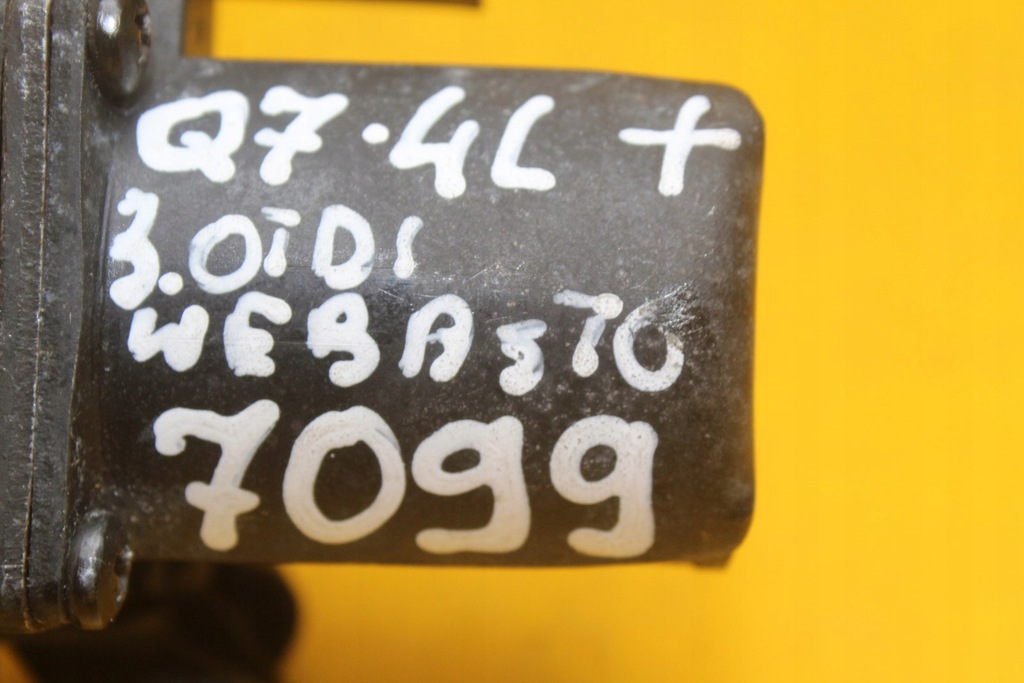 Q7·4L+
3.0TDI
WEBASTO
7099